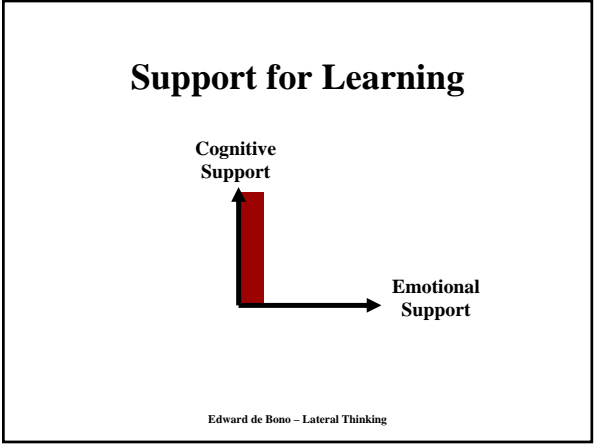 Support for Learning
Cognitive
Support
Emotional
Support
Edward de Bono – Lateral Thinking